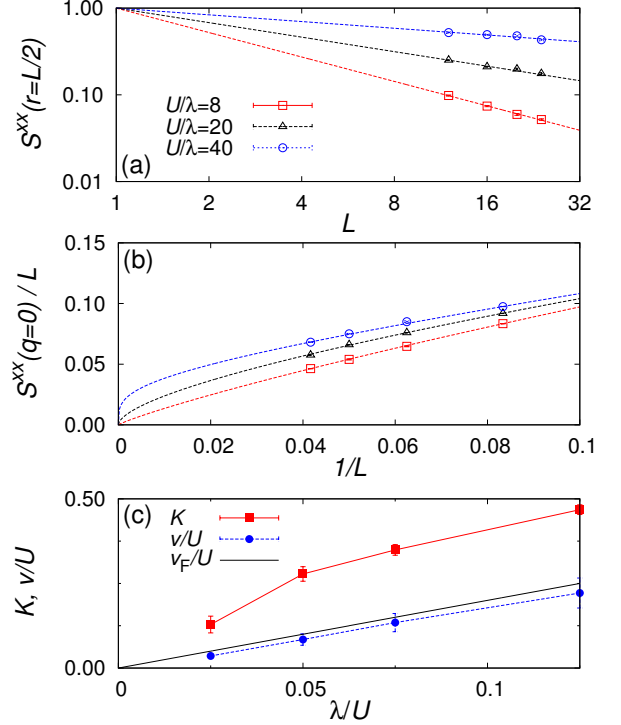 1.00
0.10
0.01
S^xx(r=L/2)
U/λ=8
U/λ=20
U/λ=40
(a)
1 2 4 8 16 32
L
0.15
0.10
0.05
0.00
S^xx(q=0) / L
(b)
0 0.02 0.04 0.06 0.08 0.1
1/L
0.50
0.00
K, v/U
(c)
K
v/U
v_F/U
0 0.05 0.1
λ/U